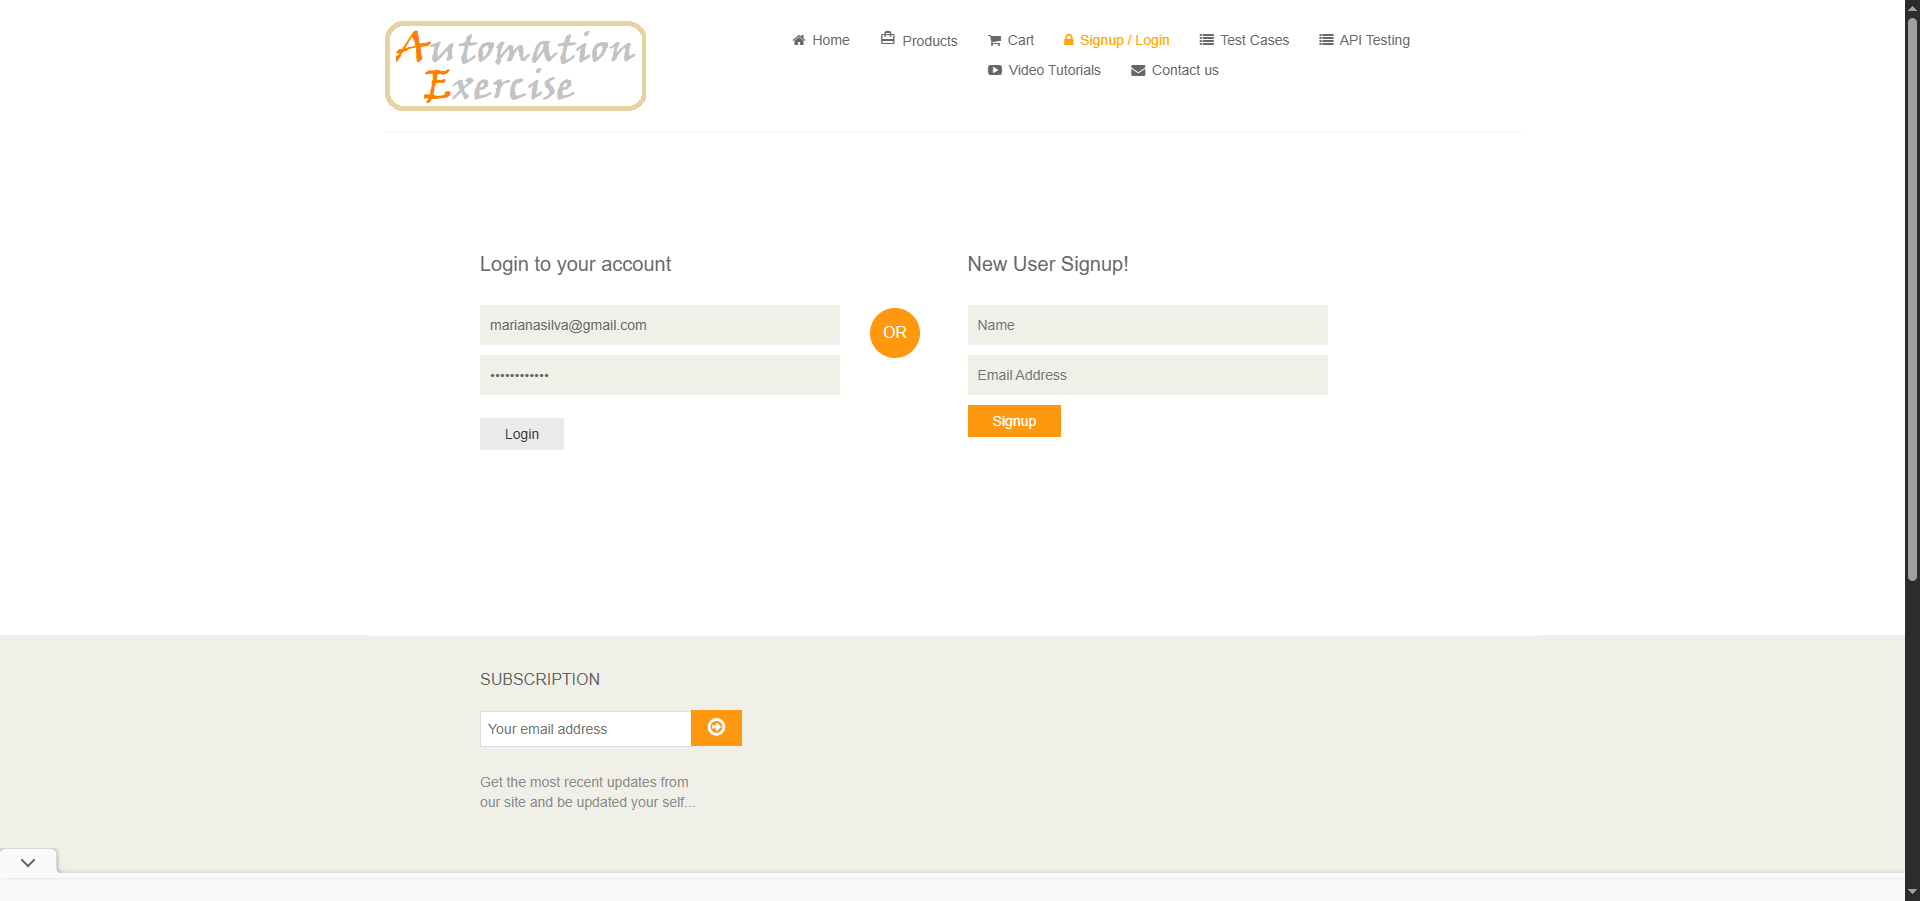 Automation
Exercise
Home
Products
Cart
Signup / Login
Test Cases
API Testing
Video Tutorials
Contact us
Login to your account
marianasilva@gmail.com
••••••••••••
Login
OR
New User Signup!
Name
Email Address
Signup
SUBSCRIPTION
Your email address
Get the most recent updates from
our site and be updated your self...